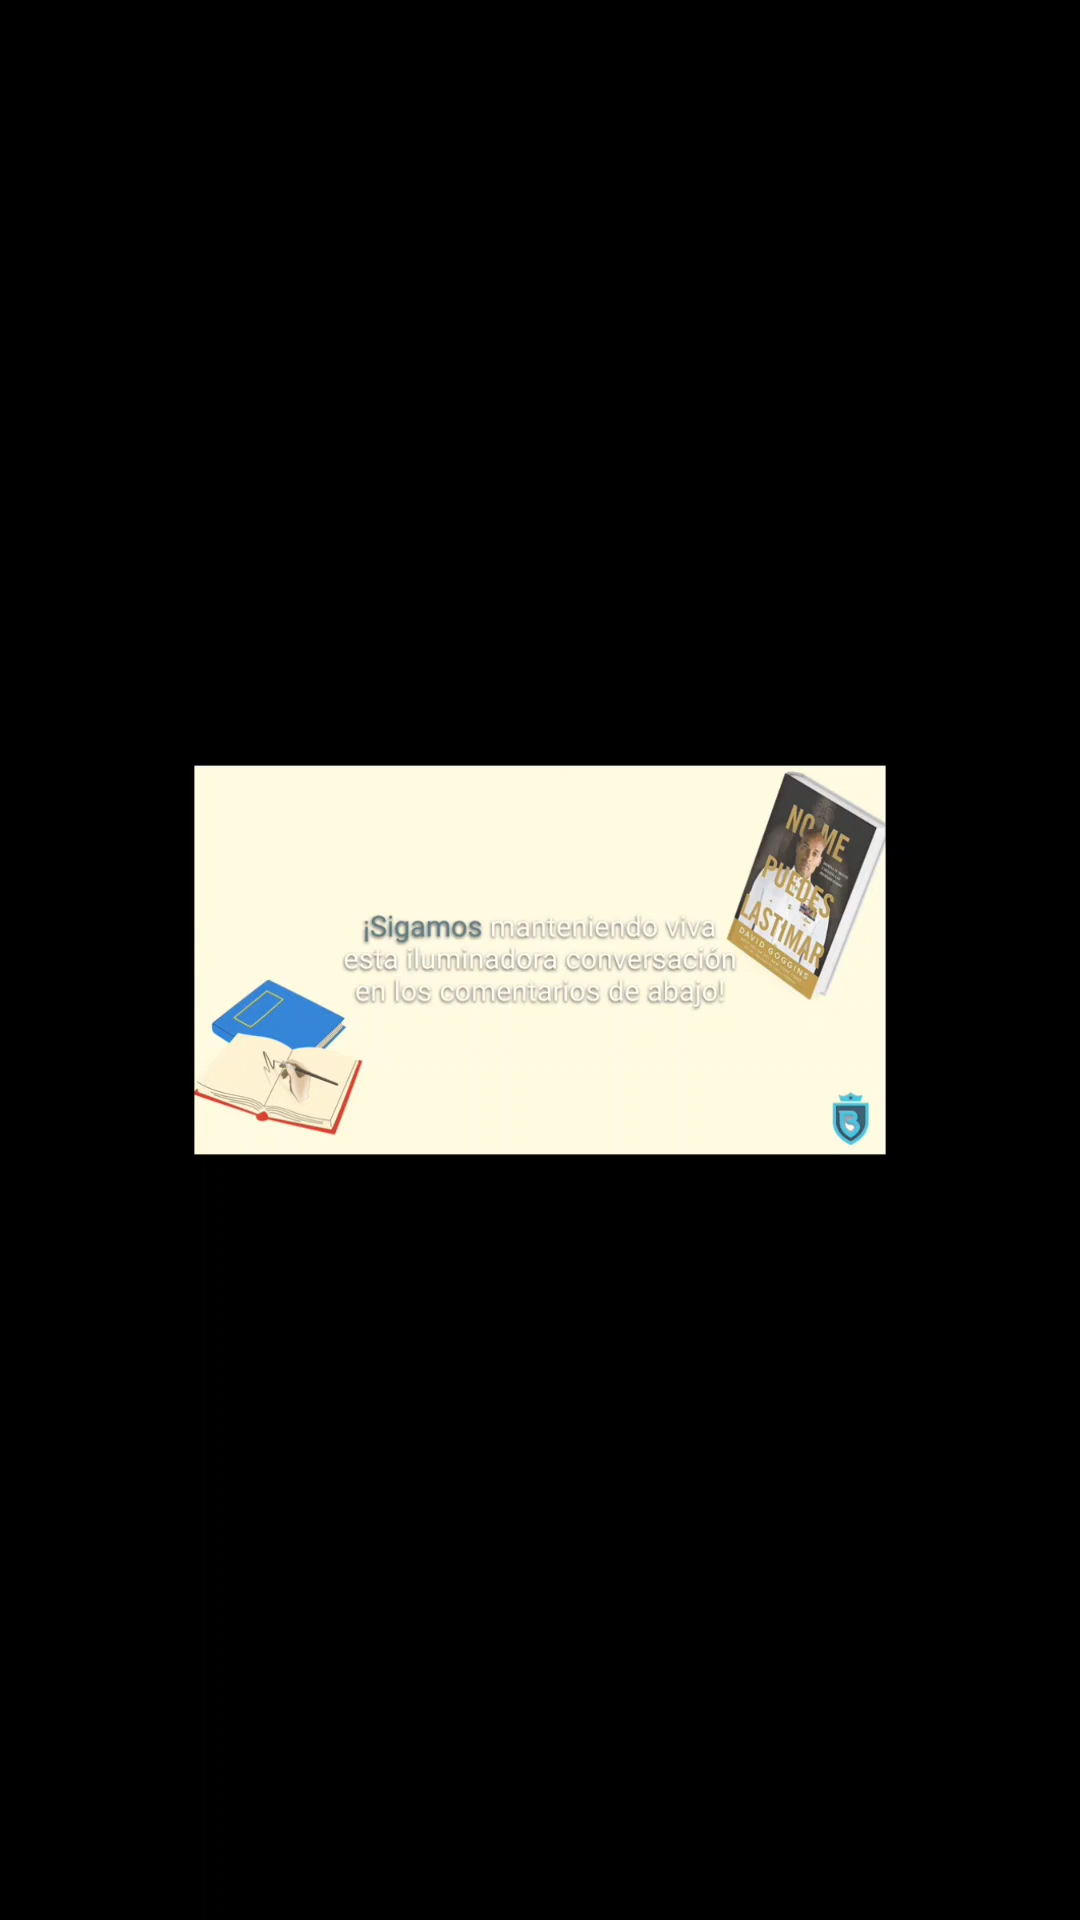 NO ME
PUEDES
LASTIMAR
DAVID GOGGINS
¡Sigamos manteniendo viva
esta iluminadora conversación
en los comentarios de abajo!
B